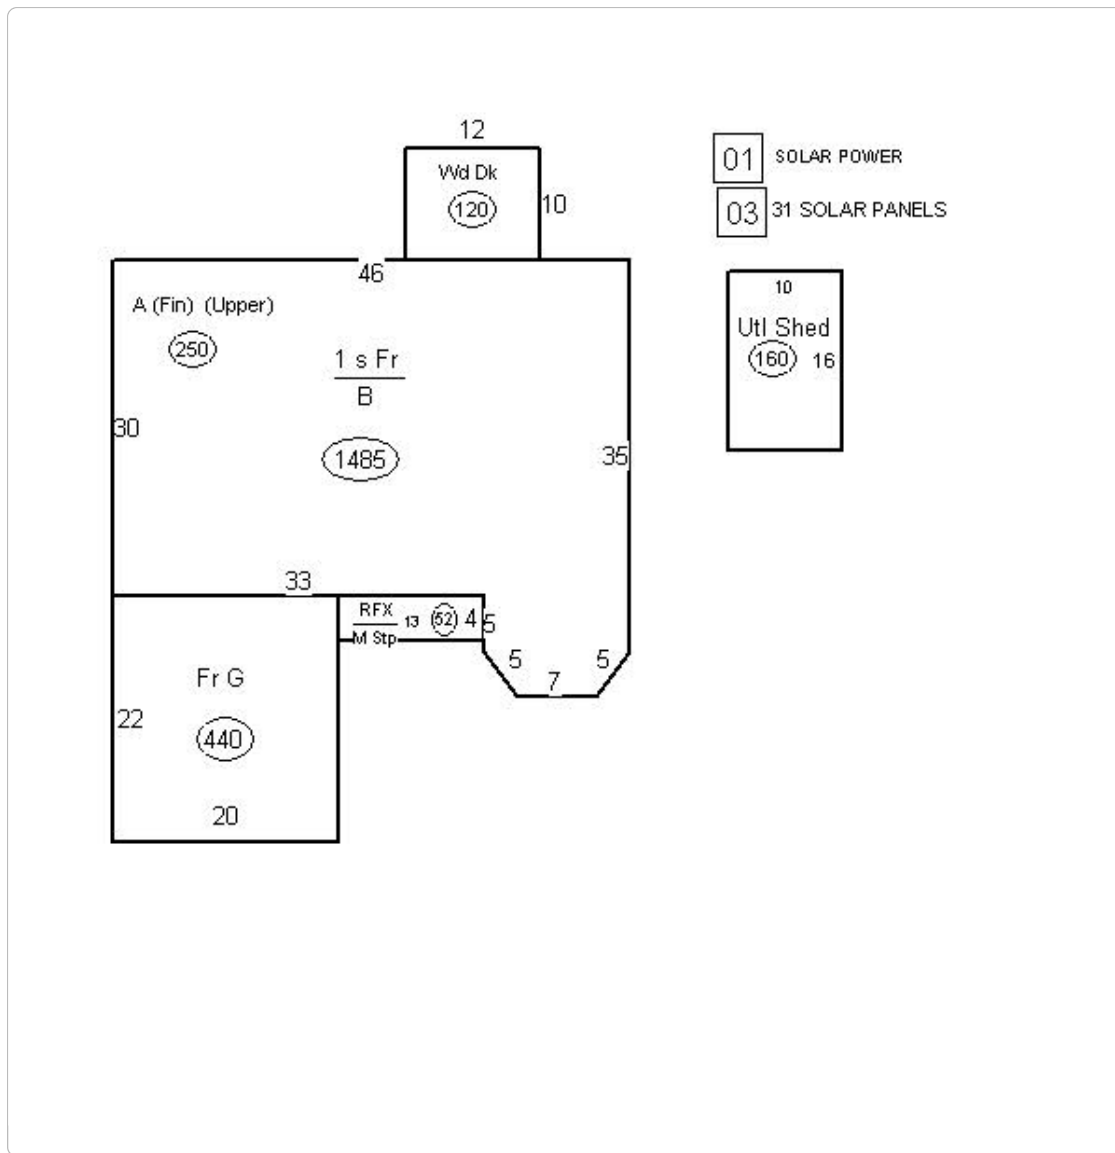 12
Wd Dk
120
10
01 SOLAR POWER
03 31 SOLAR PANELS
46
A (Fin) (Upper)
250
1 s Fr
B
1485
30
35
10
Utl Shed
160 16
33
RFX
M Stp
13 52 4 5
5 7 5
Fr G
22
440
20